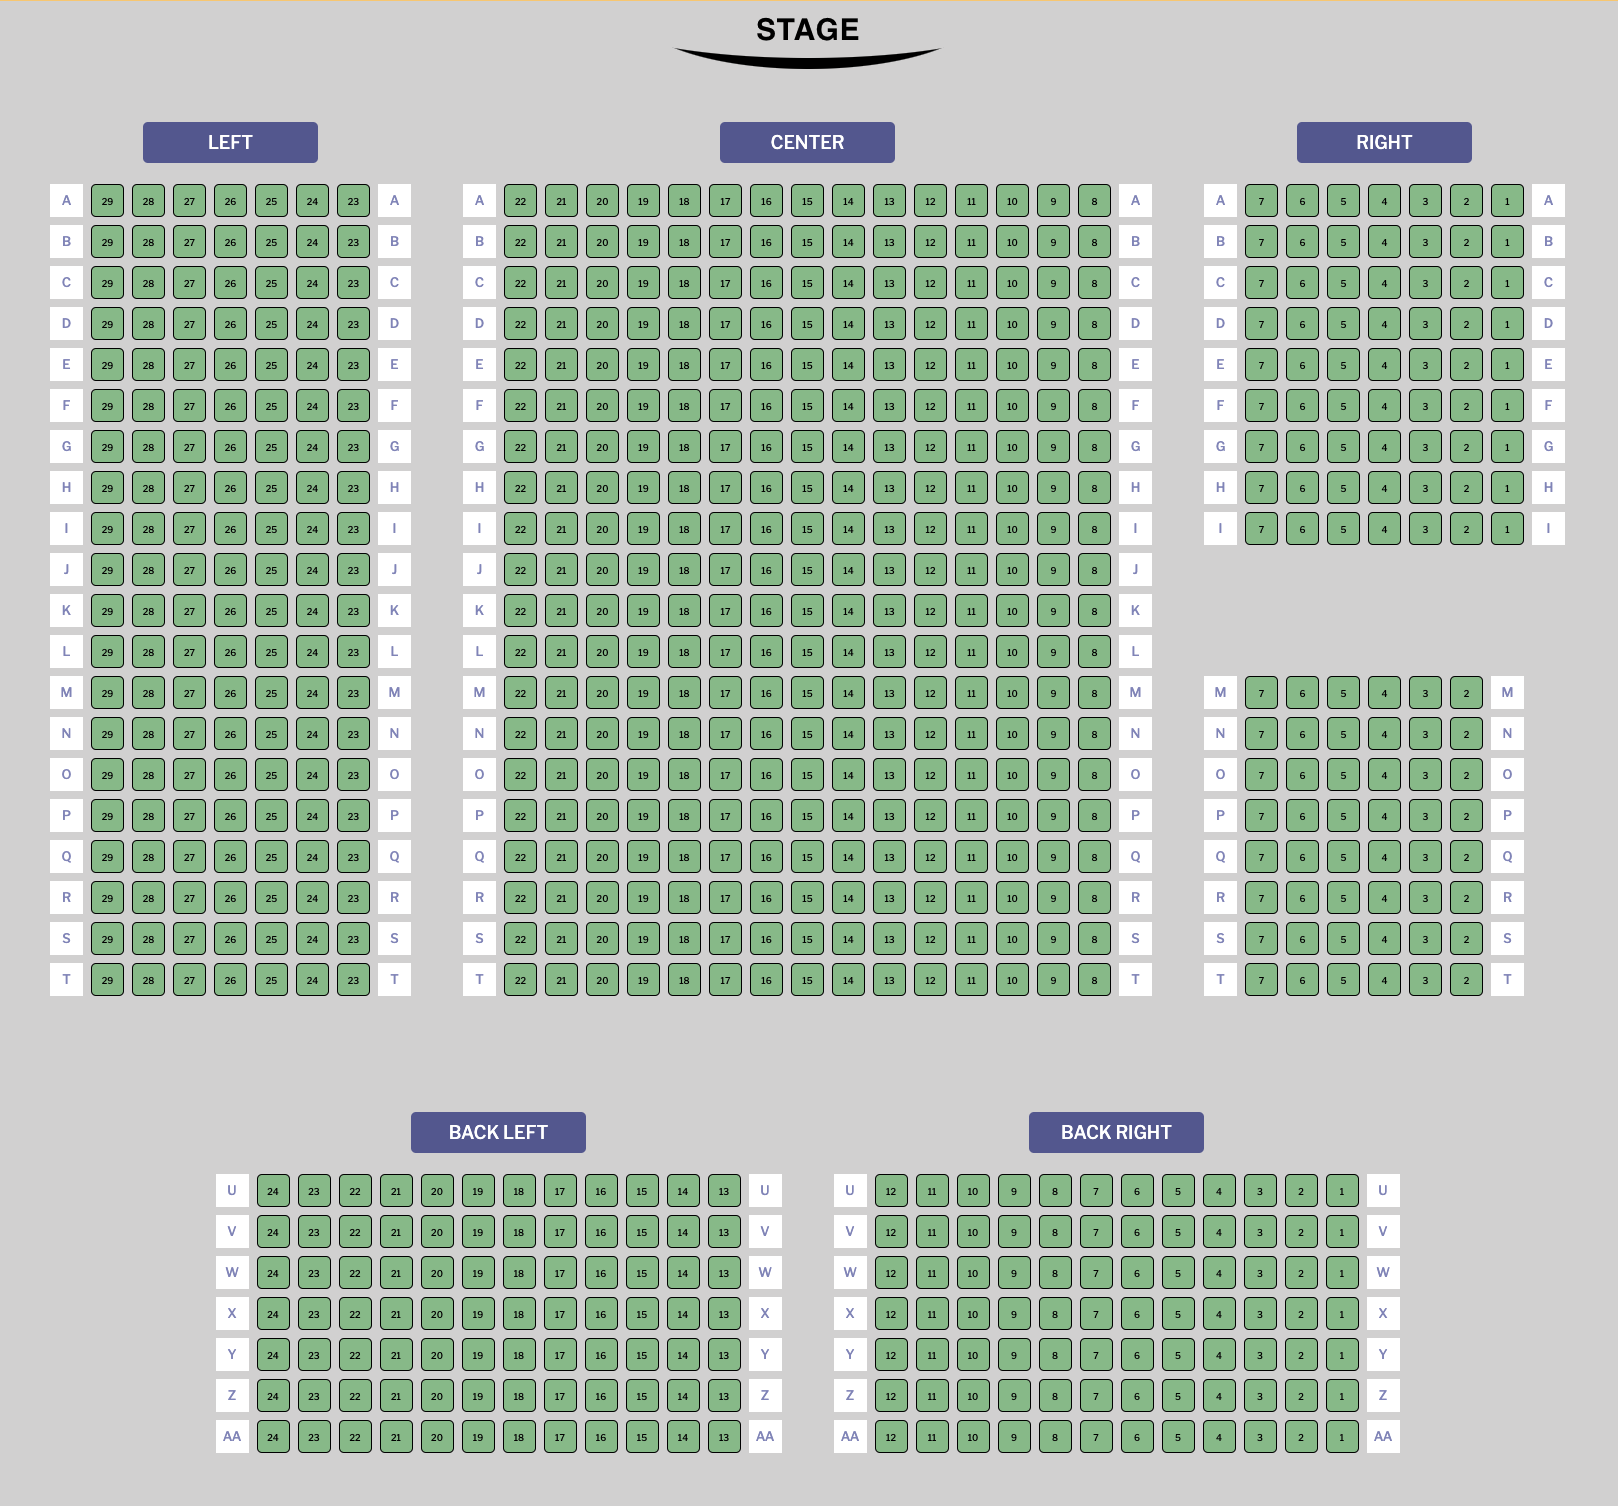 STAGE
LEFT CENTER RIGHT
A 29 28 27 26 25 24 23 A A 22 21 20 19 18 17 16 15 14 13 12 11 10 9 8 A A 7 6 5 4 3 2 1 A
B 29 28 27 26 25 24 23 B B 22 21 20 19 18 17 16 15 14 13 12 11 10 9 8 B B 7 6 5 4 3 2 1 B
C 29 28 27 26 25 24 23 C C 22 21 20 19 18 17 16 15 14 13 12 11 10 9 8 C C 7 6 5 4 3 2 1 C
D 29 28 27 26 25 24 23 D D 22 21 20 19 18 17 16 15 14 13 12 11 10 9 8 D D 7 6 5 4 3 2 1 D
E 29 28 27 26 25 24 23 E E 22 21 20 19 18 17 16 15 14 13 12 11 10 9 8 E E 7 6 5 4 3 2 1 E
F 29 28 27 26 25 24 23 F F 22 21 20 19 18 17 16 15 14 13 12 11 10 9 8 F F 7 6 5 4 3 2 1 F
G 29 28 27 26 25 24 23 G G 22 21 20 19 18 17 16 15 14 13 12 11 10 9 8 G G 7 6 5 4 3 2 1 G
H 29 28 27 26 25 24 23 H H 22 21 20 19 18 17 16 15 14 13 12 11 10 9 8 H H 7 6 5 4 3 2 1 H
I 29 28 27 26 25 24 23 I I 22 21 20 19 18 17 16 15 14 13 12 11 10 9 8 I I 7 6 5 4 3 2 1 I
J 29 28 27 26 25 24 23 J J 22 21 20 19 18 17 16 15 14 13 12 11 10 9 8 J
K 29 28 27 26 25 24 23 K K 22 21 20 19 18 17 16 15 14 13 12 11 10 9 8 K
L 29 28 27 26 25 24 23 L L 22 21 20 19 18 17 16 15 14 13 12 11 10 9 8 L
M 29 28 27 26 25 24 23 M M 22 21 20 19 18 17 16 15 14 13 12 11 10 9 8 M M 7 6 5 4 3 2 M
N 29 28 27 26 25 24 23 N N 22 21 20 19 18 17 16 15 14 13 12 11 10 9 8 N N 7 6 5 4 3 2 N
O 29 28 27 26 25 24 23 O O 22 21 20 19 18 17 16 15 14 13 12 11 10 9 8 O O 7 6 5 4 3 2 O
P 29 28 27 26 25 24 23 P P 22 21 20 19 18 17 16 15 14 13 12 11 10 9 8 P P 7 6 5 4 3 2 P
Q 29 28 27 26 25 24 23 Q Q 22 21 20 19 18 17 16 15 14 13 12 11 10 9 8 Q Q 7 6 5 4 3 2 Q
R 29 28 27 26 25 24 23 R R 22 21 20 19 18 17 16 15 14 13 12 11 10 9 8 R R 7 6 5 4 3 2 R
S 29 28 27 26 25 24 23 S S 22 21 20 19 18 17 16 15 14 13 12 11 10 9 8 S S 7 6 5 4 3 2 S
T 29 28 27 26 25 24 23 T T 22 21 20 19 18 17 16 15 14 13 12 11 10 9 8 T T 7 6 5 4 3 2 T
BACK LEFT BACK RIGHT
U 24 23 22 21 20 19 18 17 16 15 14 13 U U 12 11 10 9 8 7 6 5 4 3 2 1 U
V 24 23 22 21 20 19 18 17 16 15 14 13 V V 12 11 10 9 8 7 6 5 4 3 2 1 V
W 24 23 22 21 20 19 18 17 16 15 14 13 W W 12 11 10 9 8 7 6 5 4 3 2 1 W
X 24 23 22 21 20 19 18 17 16 15 14 13 X X 12 11 10 9 8 7 6 5 4 3 2 1 X
Y 24 23 22 21 20 19 18 17 16 15 14 13 Y Y 12 11 10 9 8 7 6 5 4 3 2 1 Y
Z 24 23 22 21 20 19 18 17 16 15 14 13 Z Z 12 11 10 9 8 7 6 5 4 3 2 1 Z
AA 24 23 22 21 20 19 18 17 16 15 14 13 AA AA 12 11 10 9 8 7 6 5 4 3 2 1 AA